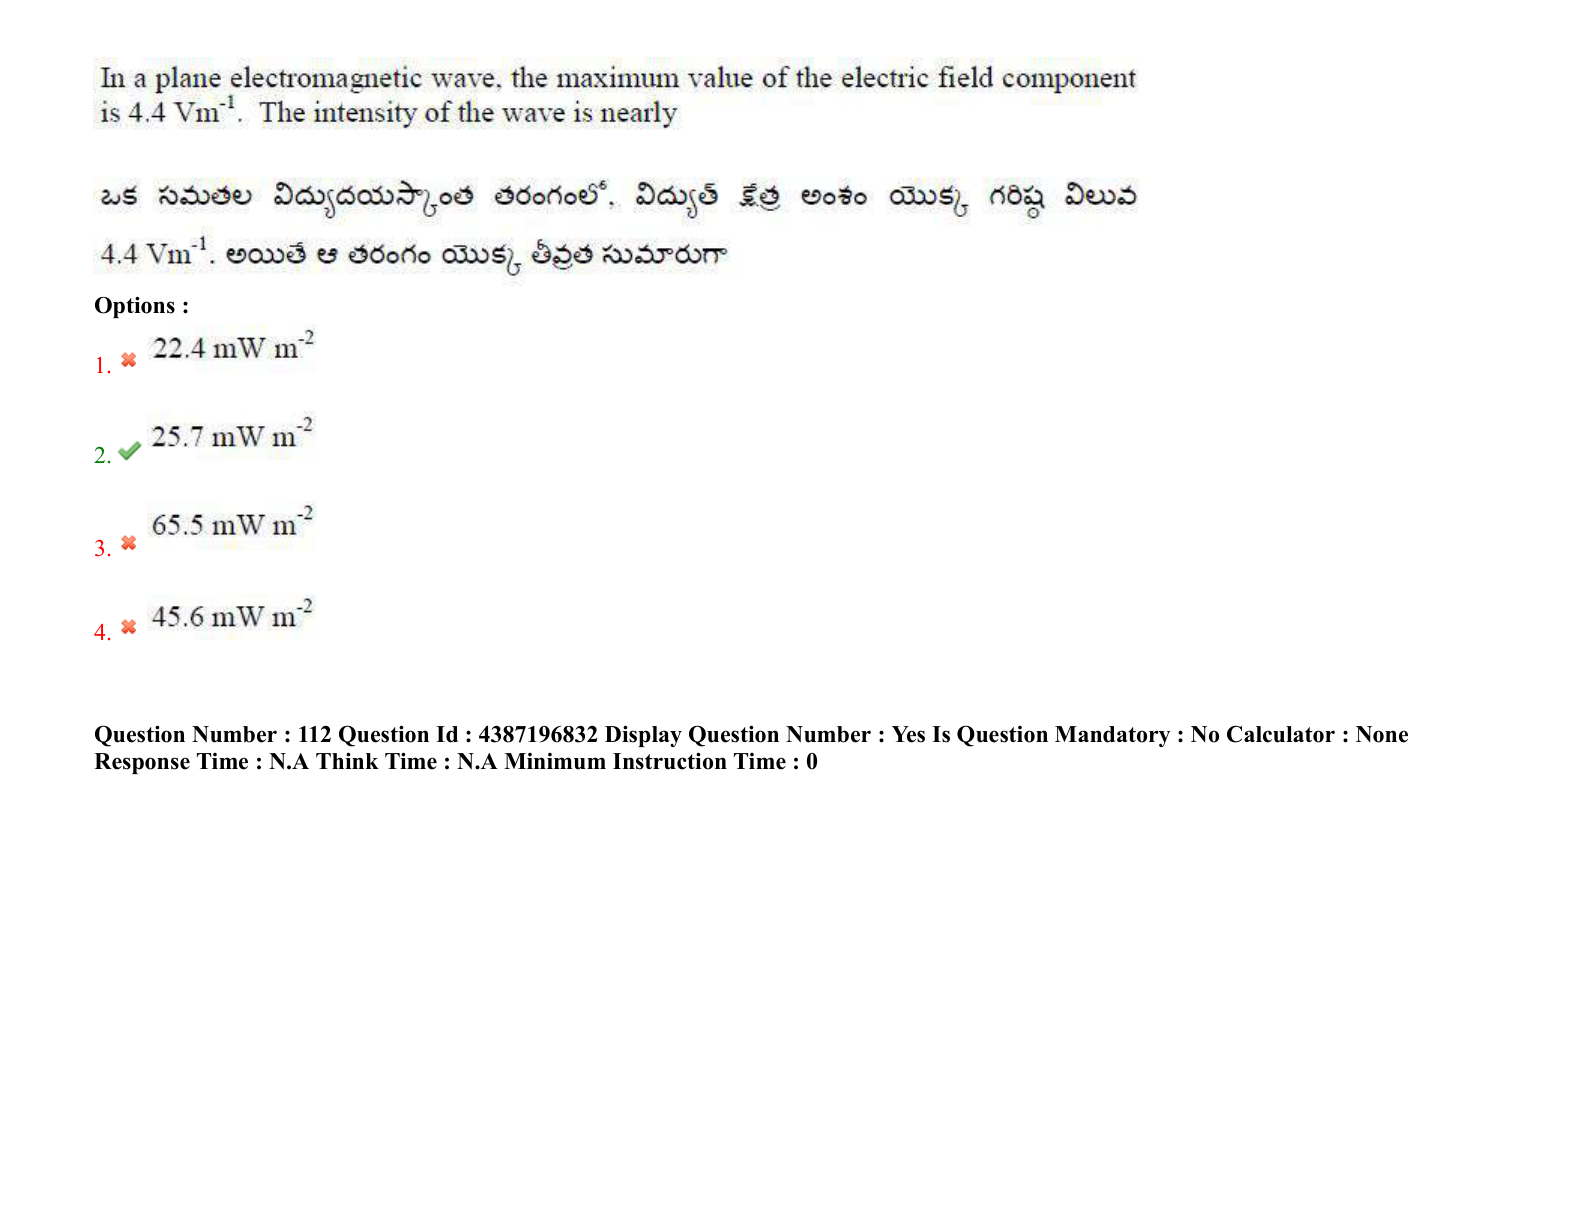 In a plane electromagnetic wave, the maximum value of the electric field component
is 4.4 Vm⁻¹. The intensity of the wave is nearly
ఒక సమతల విద్యుదయస్కాంత తరంగంలో, విద్యుత్ క్షేత్ర అంశం యొక్క గరిష్ఠ విలువ
4.4 Vm⁻¹. అయితే ఆ తరంగం యొక్క తీవ్రత సుమారుగా
Options :
1. 22.4 mW m⁻²
2. 25.7 mW m⁻²
3. 65.5 mW m⁻²
4. 45.6 mW m⁻²
Question Number : 112 Question Id : 4387196832 Display Question Number : Yes Is Question Mandatory : No Calculator : None
Response Time : N.A Think Time : N.A Minimum Instruction Time : 0